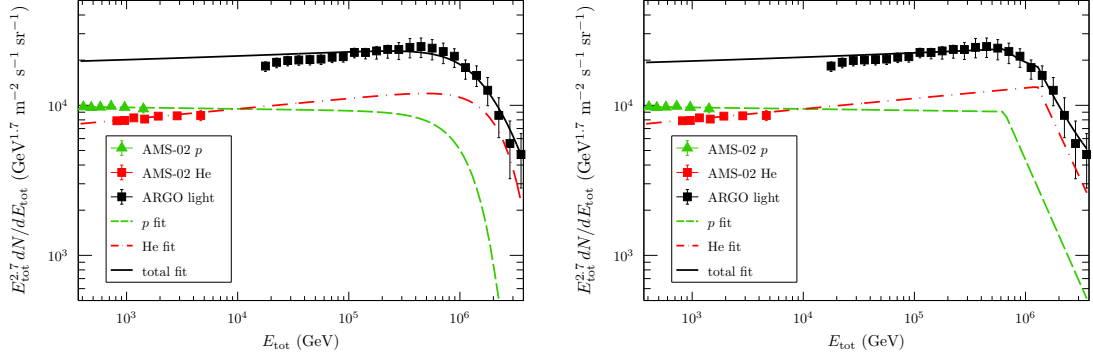 E_tot^2.7 dN/dE_tot (GeV^1.7 m^−2 s^−1 sr^−1)
10^4
10^3
AMS-02 p
AMS-02 He
ARGO light
p fit
He fit
total fit
10^3 10^4 10^5 10^6
E_tot (GeV)
E_tot^2.7 dN/dE_tot (GeV^1.7 m^−2 s^−1 sr^−1)
10^4
10^3
AMS-02 p
AMS-02 He
ARGO light
p fit
He fit
total fit
10^3 10^4 10^5 10^6
E_tot (GeV)